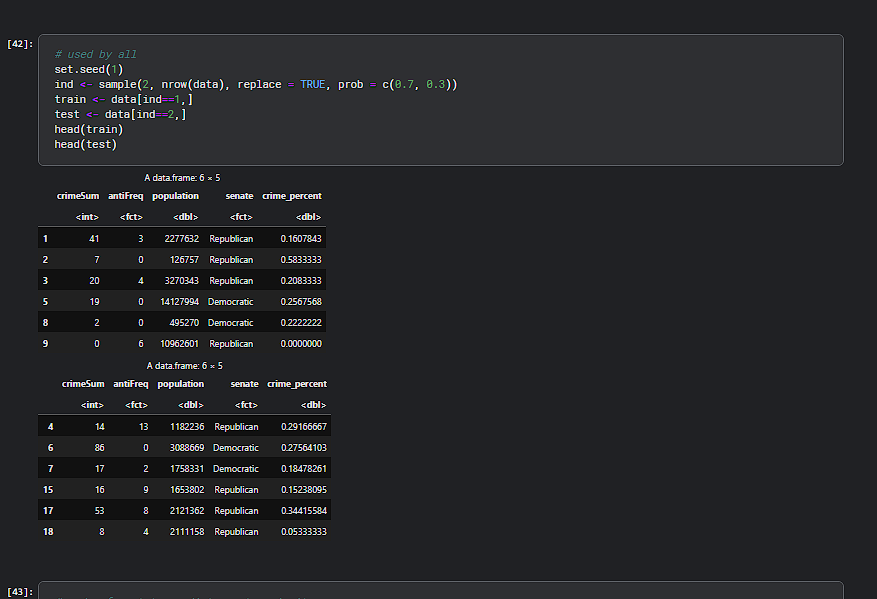 [42]:
# used by all
set.seed(1)
ind <- sample(2, nrow(data), replace = TRUE, prob = c(0.7, 0.3))
train <- data[ind==1,]
test <- data[ind==2,]
head(train)
head(test)
A data.frame: 6 × 5
crimeSum antiFreq population senate crime_percent
<int> <fct> <dbl> <fct> <dbl>
1 41 3 2277632 Republican 0.1607843
2 7 0 126757 Republican 0.5833333
3 20 4 3270343 Republican 0.2083333
5 19 0 14127994 Democratic 0.2567568
8 2 0 495270 Democratic 0.2222222
9 0 6 10962601 Republican 0.0000000
A data.frame: 6 × 5
crimeSum antiFreq population senate crime_percent
<int> <fct> <dbl> <fct> <dbl>
4 14 13 1182236 Republican 0.29166667
6 86 0 3088669 Democratic 0.27564103
7 17 2 1758331 Democratic 0.18478261
15 16 9 1653802 Republican 0.15238095
17 53 8 2121362 Republican 0.34415584
18 8 4 2111158 Republican 0.05333333
[43]: